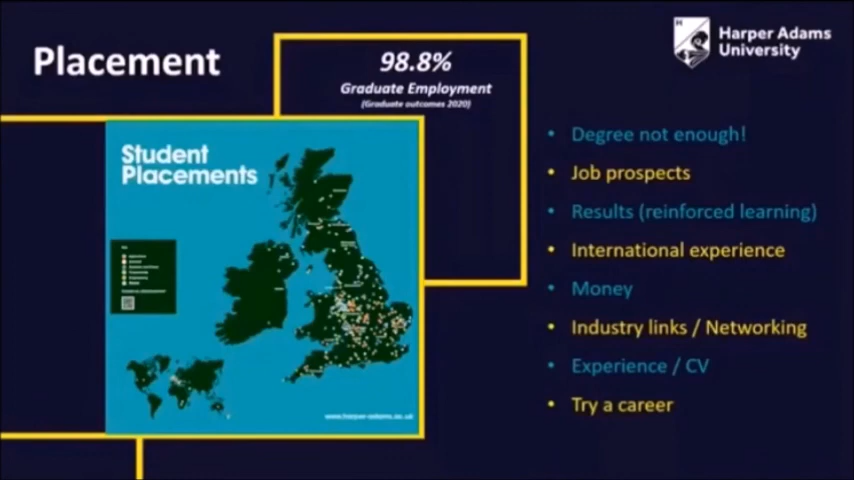 Placement
98.8%
Graduate Employment
(Graduate outcomes 2020)
Harper Adams
University
Student
Placements
• Degree not enough!
• Job prospects
• Results (reinforced learning)
• International experience
• Money
• Industry links / Networking
• Experience / CV
• Try a career
www.harper-adams.ac.uk